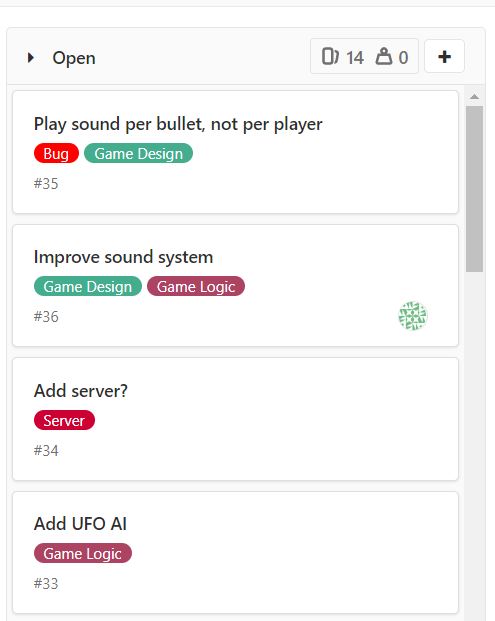 Open 14 0
Play sound per bullet, not per player
Bug Game Design
#35
Improve sound system
Game Design Game Logic
#36
Add server?
Server
#34
Add UFO AI
Game Logic
#33